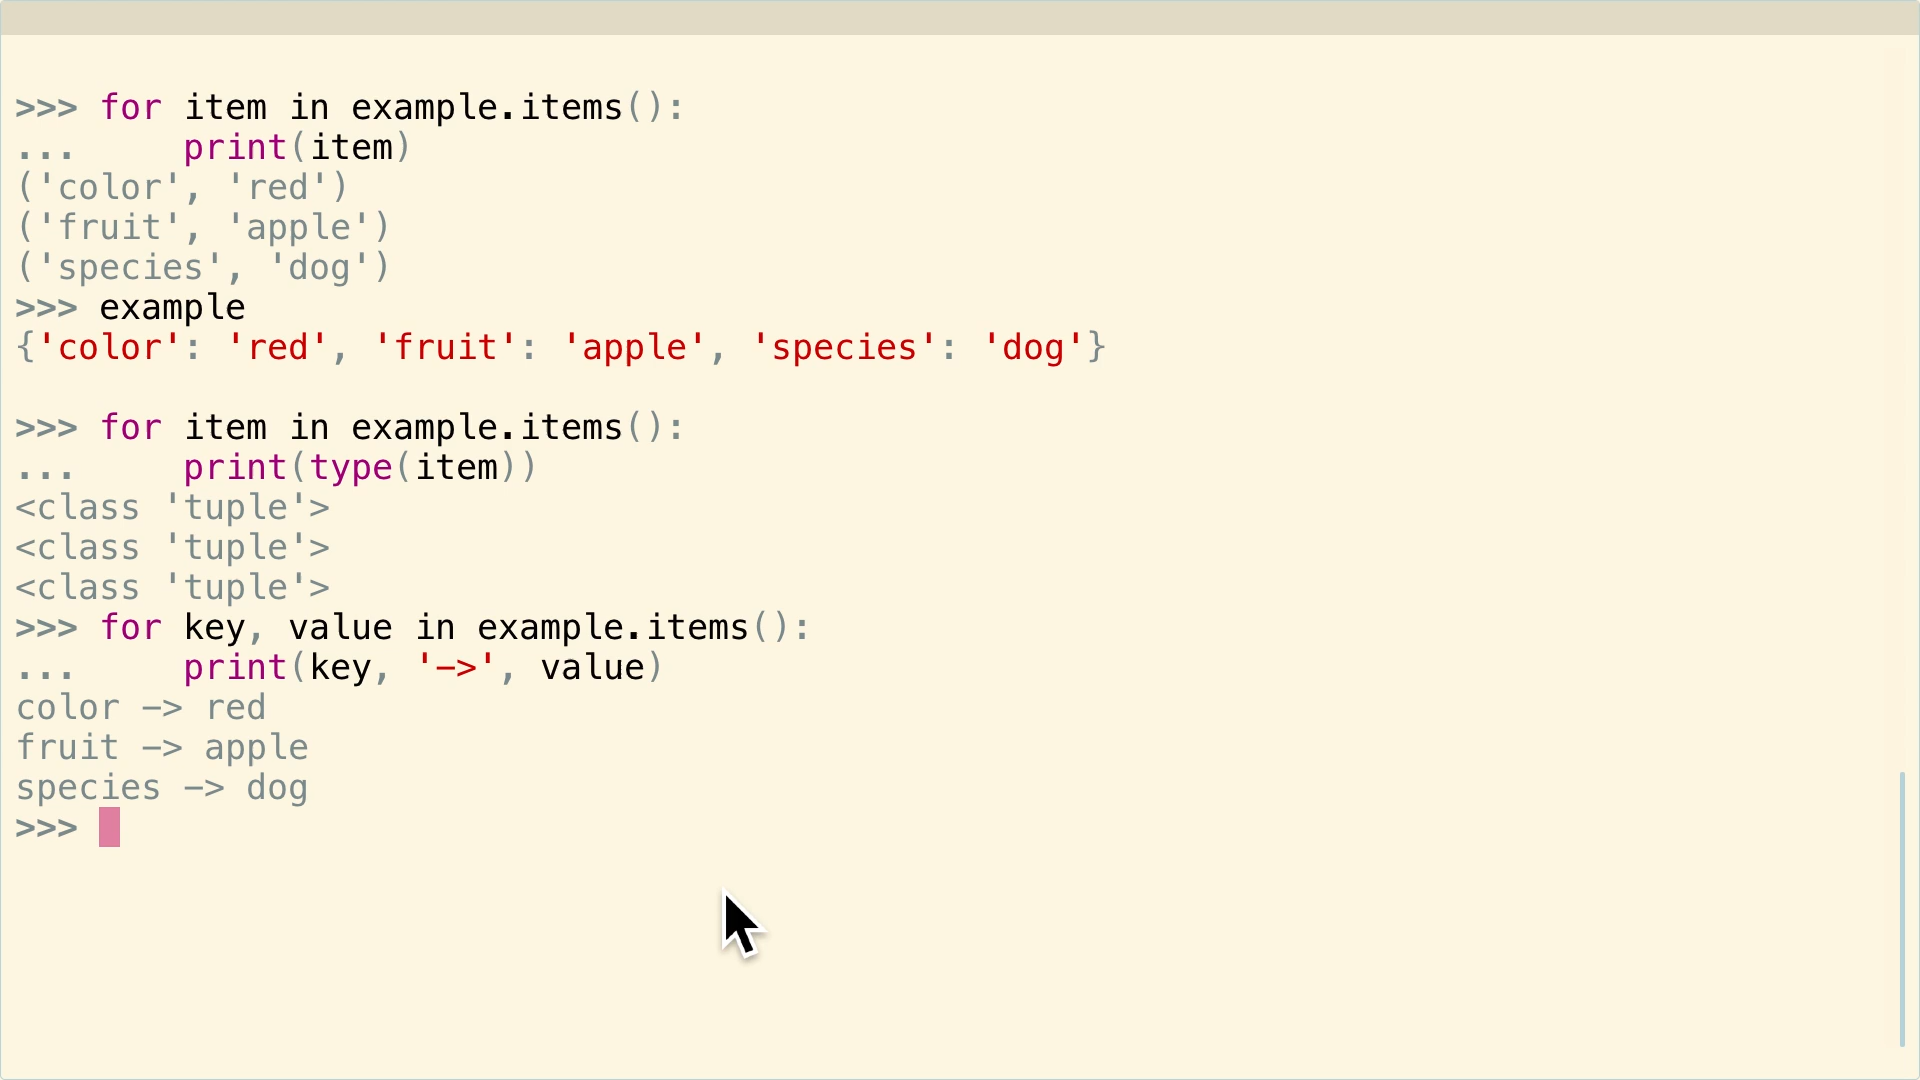 >>> for item in example.items():
...     print(item)
('color', 'red')
('fruit', 'apple')
('species', 'dog')
>>> example
{'color': 'red', 'fruit': 'apple', 'species': 'dog'}
>>> for item in example.items():
...     print(type(item))
<class 'tuple'>
<class 'tuple'>
<class 'tuple'>
>>> for key, value in example.items():
...     print(key, '->', value)
color -> red
fruit -> apple
species -> dog
>>>